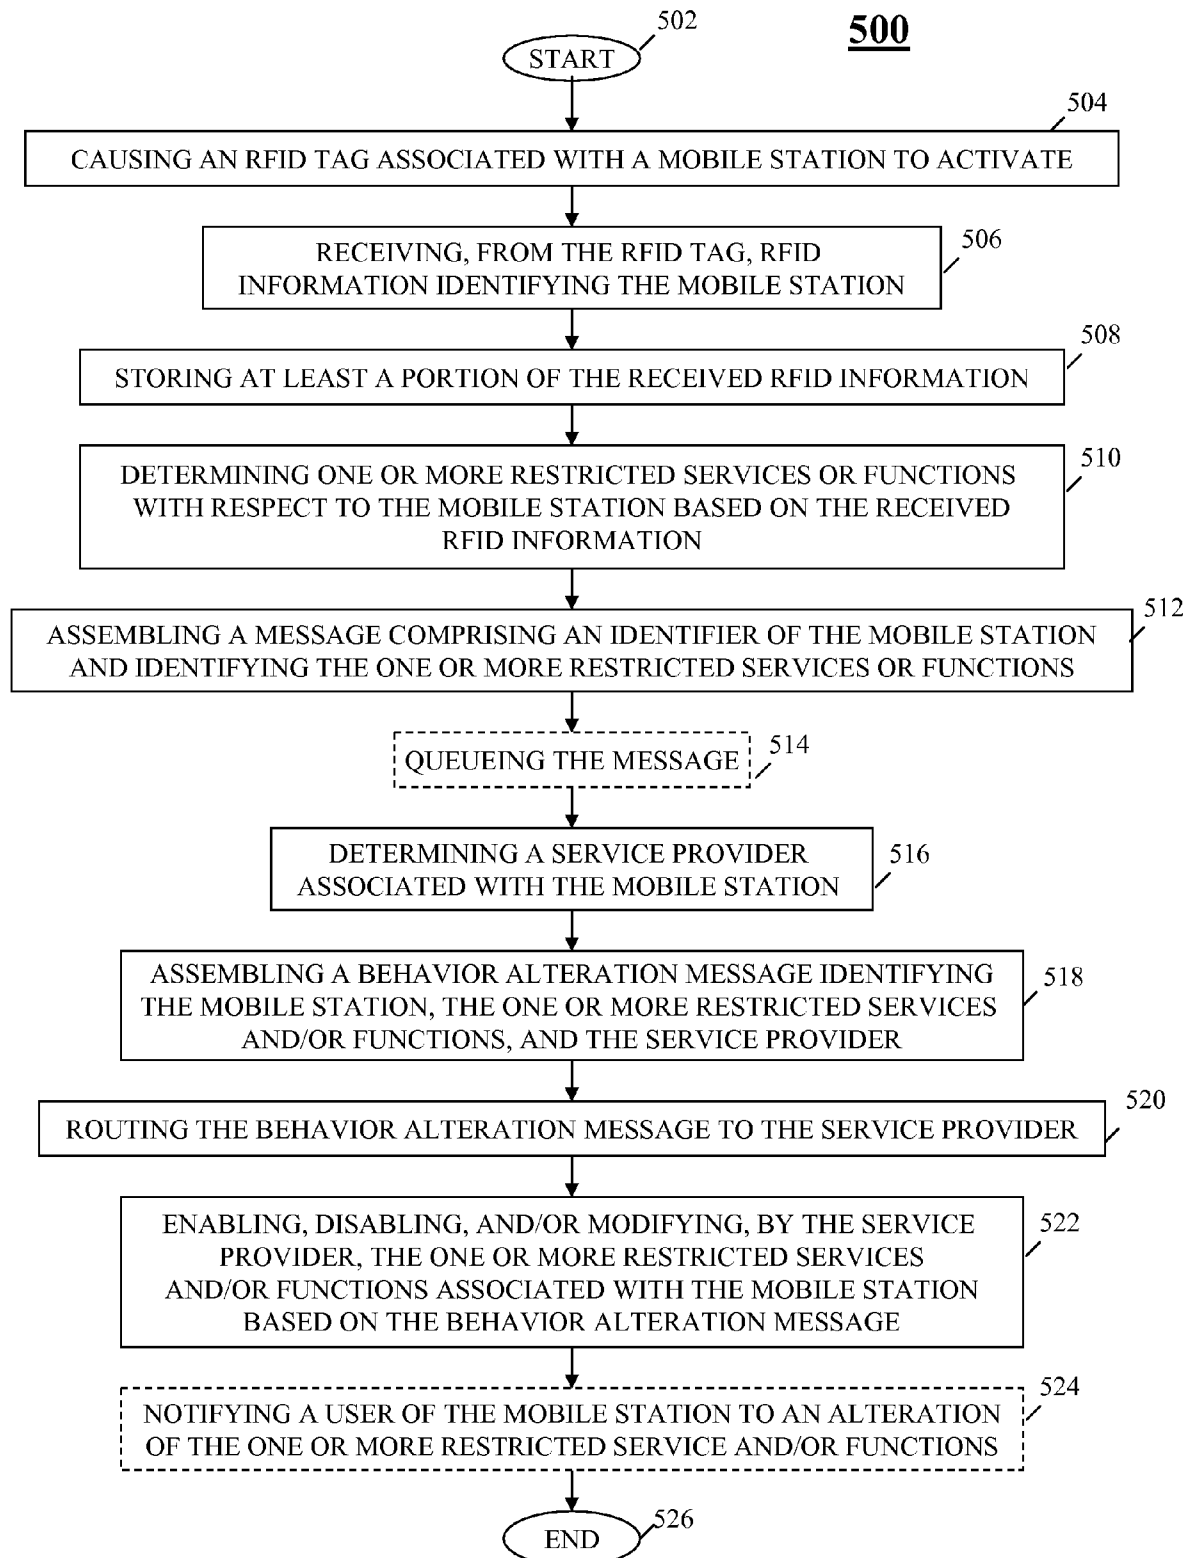 500
502
START
504
CAUSING AN RFID TAG ASSOCIATED WITH A MOBILE STATION TO ACTIVATE
506
RECEIVING, FROM THE RFID TAG, RFID
INFORMATION IDENTIFYING THE MOBILE STATION
508
STORING AT LEAST A PORTION OF THE RECEIVED RFID INFORMATION
510
DETERMINING ONE OR MORE RESTRICTED SERVICES OR FUNCTIONS
WITH RESPECT TO THE MOBILE STATION BASED ON THE RECEIVED
RFID INFORMATION
512
ASSEMBLING A MESSAGE COMPRISING AN IDENTIFIER OF THE MOBILE STATION
AND IDENTIFYING THE ONE OR MORE RESTRICTED SERVICES OR FUNCTIONS
514
QUEUEING THE MESSAGE
516
DETERMINING A SERVICE PROVIDER
ASSOCIATED WITH THE MOBILE STATION
518
ASSEMBLING A BEHAVIOR ALTERATION MESSAGE IDENTIFYING
THE MOBILE STATION, THE ONE OR MORE RESTRICTED SERVICES
AND/OR FUNCTIONS, AND THE SERVICE PROVIDER
520
ROUTING THE BEHAVIOR ALTERATION MESSAGE TO THE SERVICE PROVIDER
522
ENABLING, DISABLING, AND/OR MODIFYING, BY THE SERVICE
PROVIDER, THE ONE OR MORE RESTRICTED SERVICES
AND/OR FUNCTIONS ASSOCIATED WITH THE MOBILE STATION
BASED ON THE BEHAVIOR ALTERATION MESSAGE
524
NOTIFYING A USER OF THE MOBILE STATION TO AN ALTERATION
OF THE ONE OR MORE RESTRICTED SERVICE AND/OR FUNCTIONS
526
END